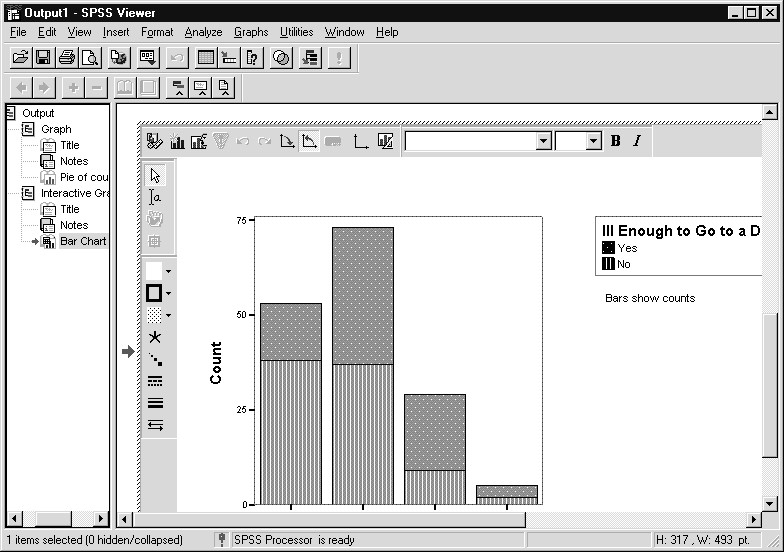 Output1 - SPSS Viewer
File Edit View Insert Format Analyze Graphs Utilities Window Help
Output
Graph
Title
Notes
Pie of cou
Interactive Gra
Title
Notes
Bar Chart
B I
a
75
50
25
0
Count
Ill Enough to Go to a D
Yes
No
Bars show counts
1 items selected (0 hidden/collapsed) SPSS Processor is ready H: 317 , W: 493 pt.